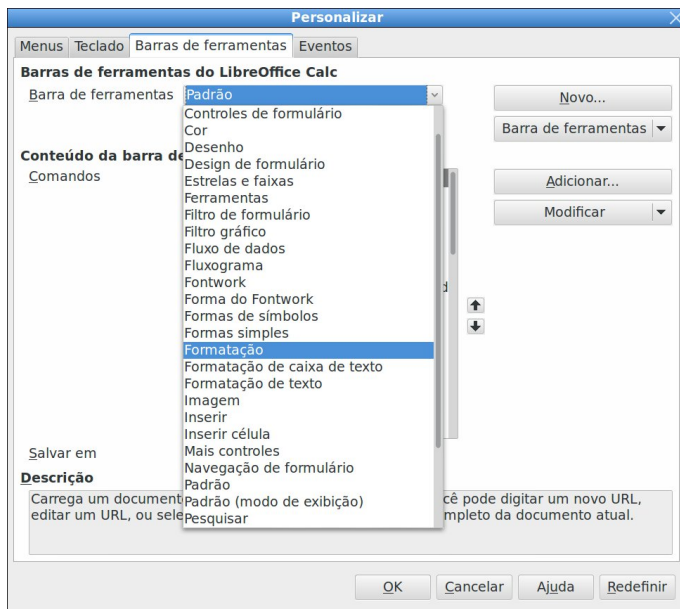 Personalizar
Menus Teclado Barras de ferramentas Eventos
Barras de ferramentas do LibreOffice Calc
Barra de ferramentas Padrão Novo...
Barra de ferramentas
Controles de formulário
Cor
Desenho
Design de formulário
Estrelas e faixas
Ferramentas
Filtro de formulário
Filtro gráfico
Fluxo de dados
Fluxograma
Fontwork
Forma do Fontwork
Formas de símbolos
Formas simples
Formatação
Formatação de caixa de texto
Formatação de texto
Imagem
Inserir
Inserir célula
Mais controles
Navegação de formulário
Padrão
Padrão (modo de exibição)
Pesquisar
Conteúdo da barra de
Comandos Adicionar...
Modificar
Salvar em
Descrição
Carrega um document cê pode digitar um novo URL,
editar um URL, ou sele mpleto da documento atual.
OK Cancelar Ajuda Redefinir